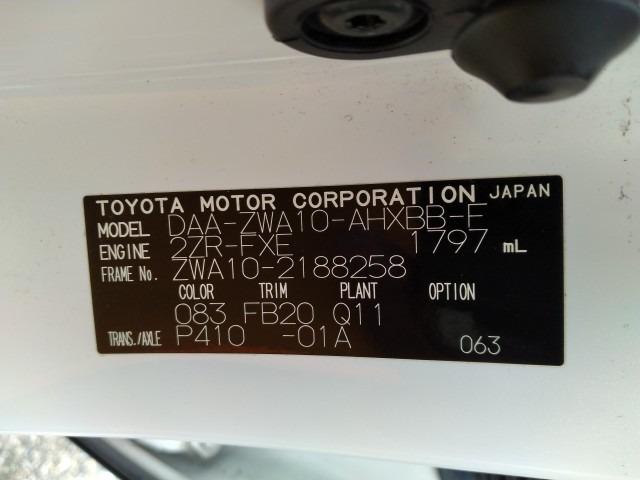 TOYOTA MOTOR CORPORATION JAPAN
MODEL DAA-ZWA10-AHXBB-F
ENGINE 2ZR-FXE 1797 mL
FRAME No. ZWA10-2188258
COLOR TRIM PLANT OPTION
083 FB20 Q11
TRANS./AXLE P410 -01A 063